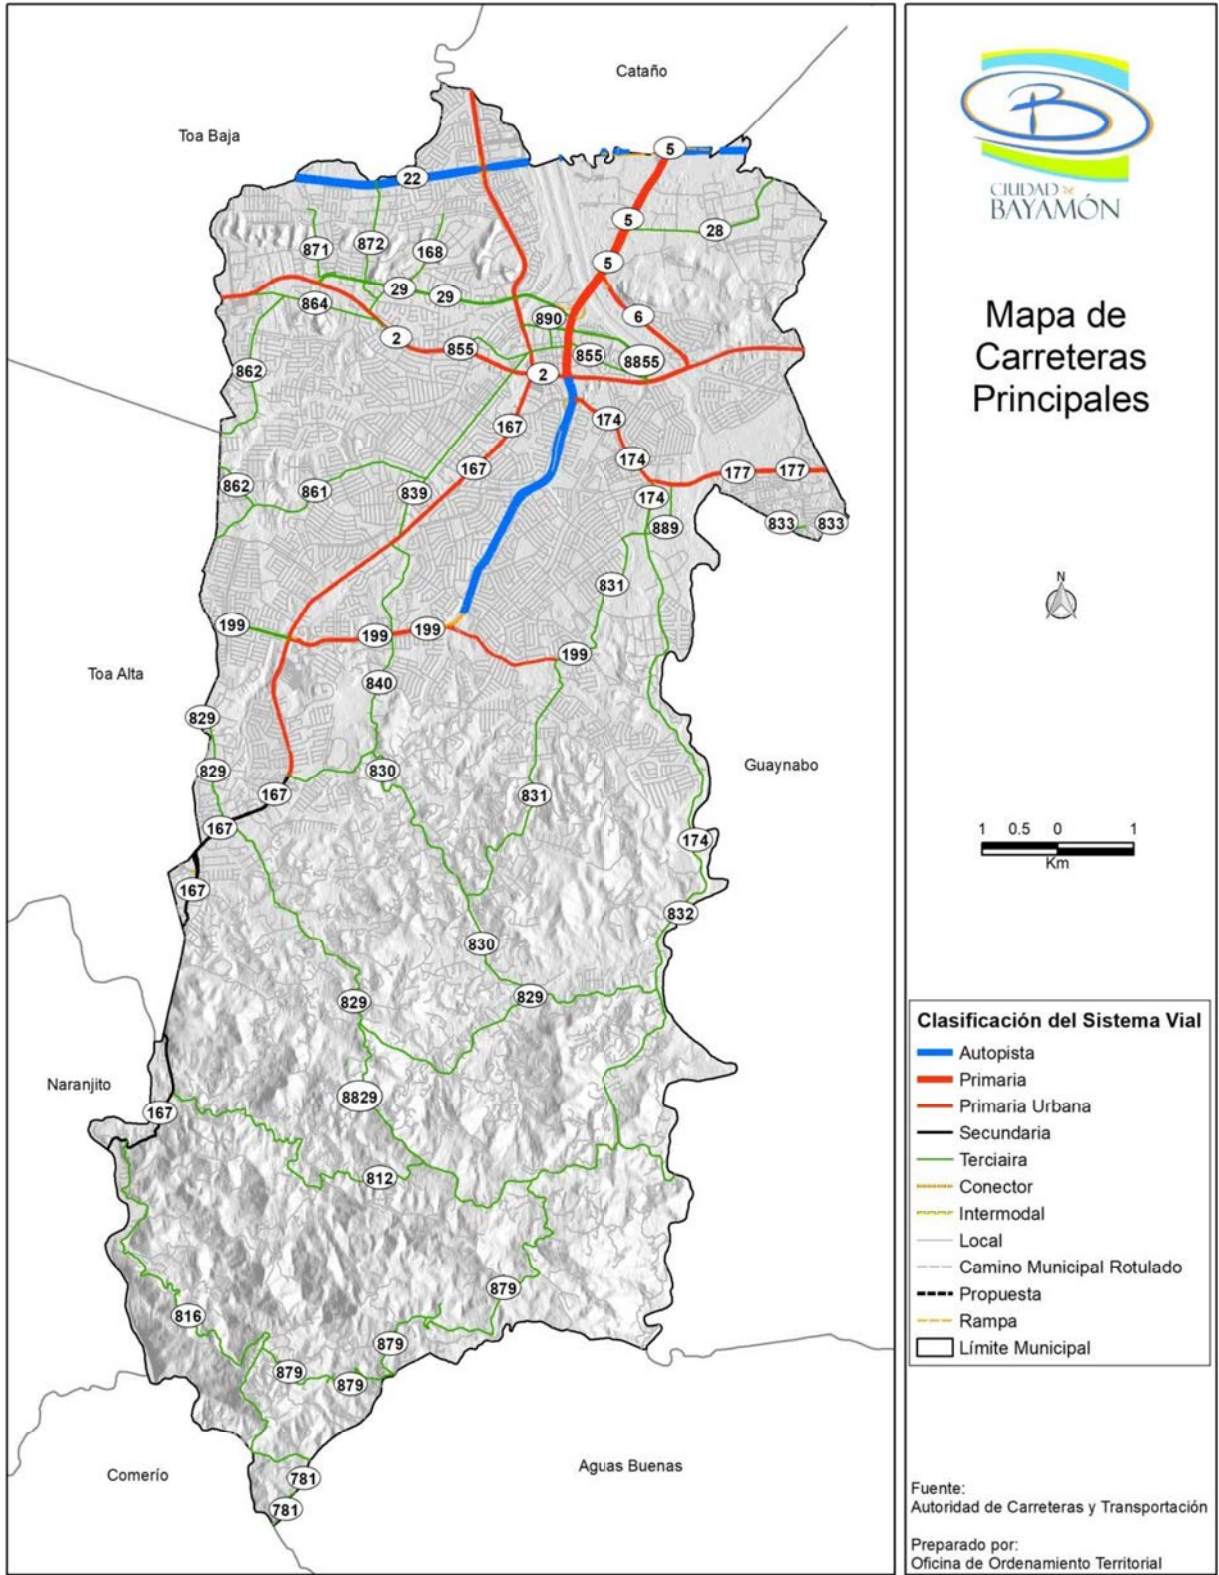 Cataño
Toa Baja
5
22
5
28
871
872
168
5
29
29
864
890
6
2
855
855
8855
862
2
167
174
167
174
177
177
862
861
839
174
889
833
833
831
199
199
199
199
Toa Alta
840
829
829
830
Guaynabo
167
831
167
174
167
832
830
829
829
Naranjito
8829
167
812
879
816
879
879
879
Comerío
Aguas Buenas
781
781
B
CIUDAD DE
BAYAMÓN
Mapa de
Carreteras
Principales
N
1 0.5 0 1
Km
Clasificación del Sistema Vial
Autopista
Primaria
Primaria Urbana
Secundaria
Terciaira
Conector
Intermodal
Local
Camino Municipal Rotulado
Propuesta
Rampa
Límite Municipal
Fuente:
Autoridad de Carreteras y Transportación
Preparado por:
Oficina de Ordenamiento Territorial